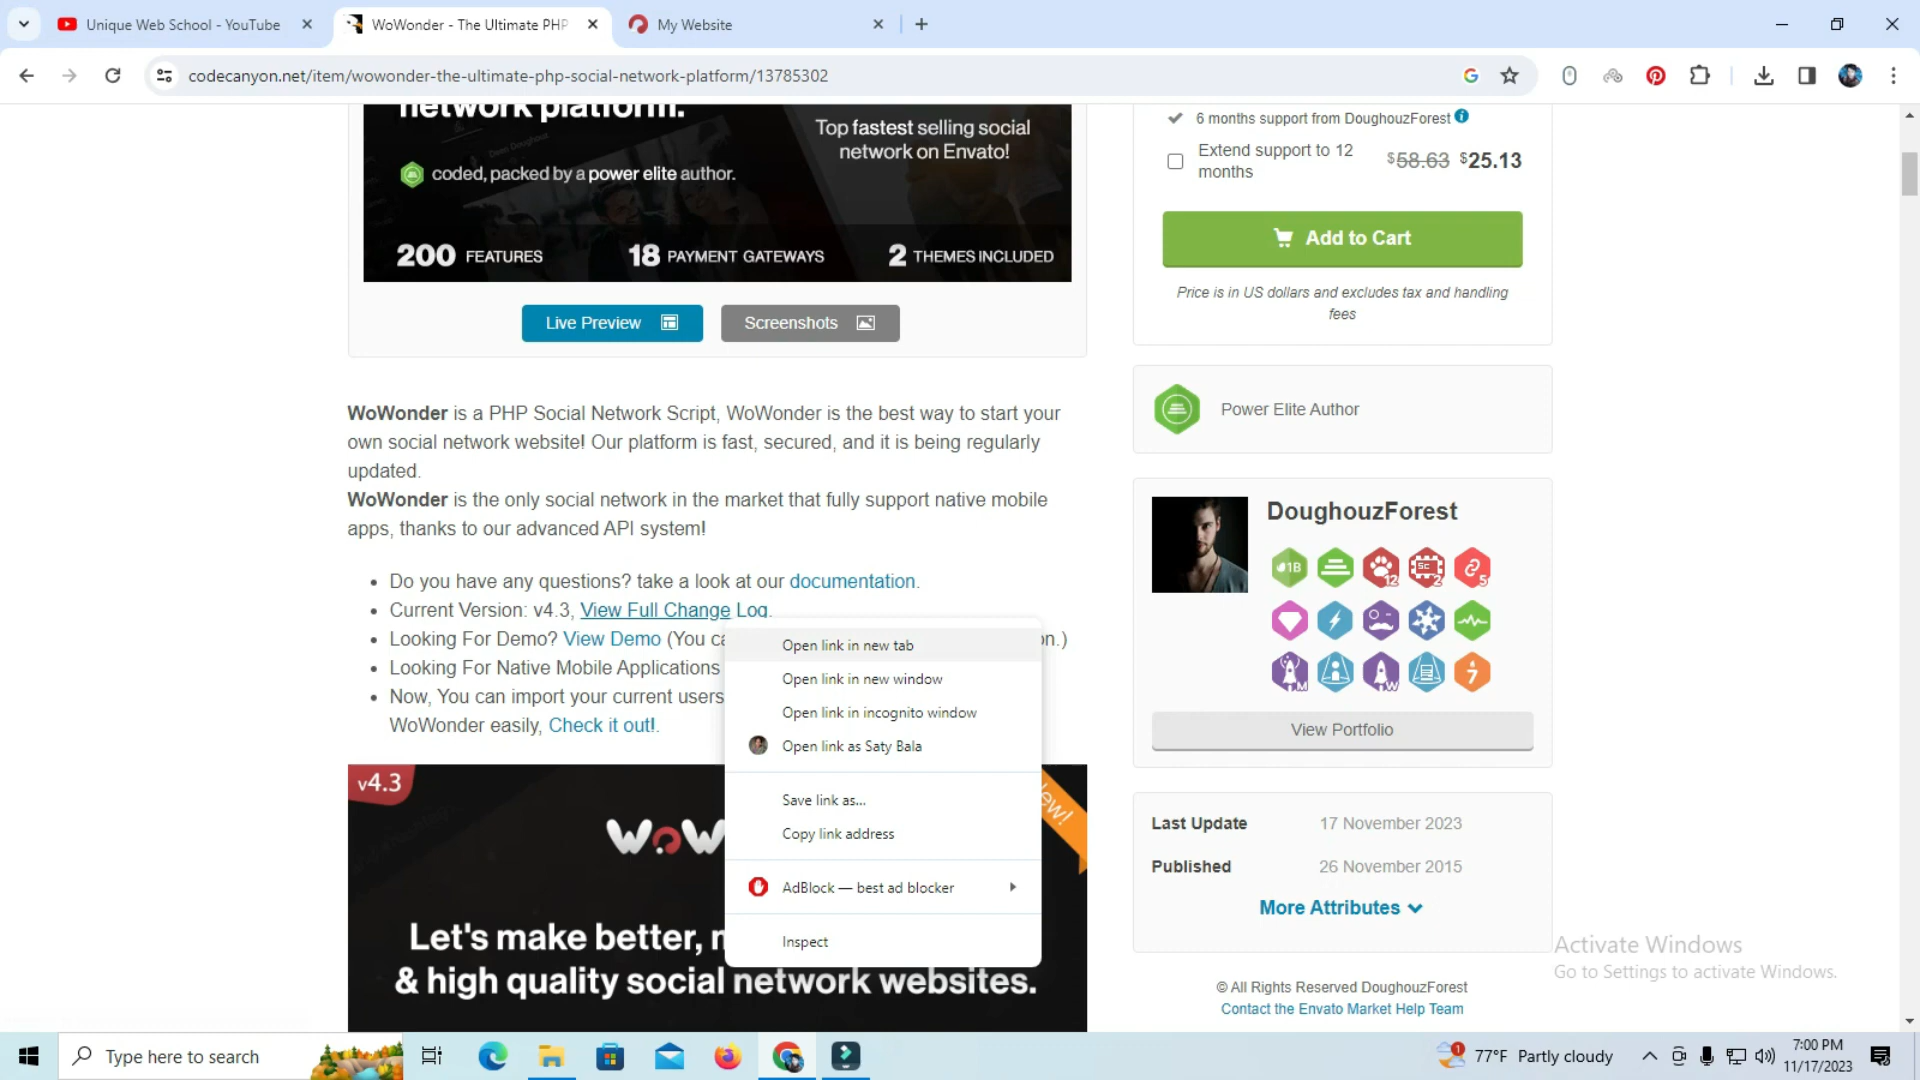 Unique Web School - YouTube
WoWonder - The Ultimate PHP
My Website
codecanyon.net/item/wowonder-the-ultimate-php-social-network-platform/13785302
network platform.
Top fastest selling social
network on Envato!
coded, packed by a power elite author.
200 FEATURES
18 PAYMENT GATEWAYS
2 THEMES INCLUDED
Live Preview
Screenshots
6 months support from DoughouzForest
Extend support to 12
months
$58.63 $25.13
Add to Cart
Price is in US dollars and excludes tax and handling
fees
Power Elite Author
DoughouzForest
1B
12
SC
2
5
M
W
7
View Portfolio
Last Update 17 November 2023
Published 26 November 2015
More Attributes
© All Rights Reserved DoughouzForest
Contact the Envato Market Help Team
WoWonder is a PHP Social Network Script, WoWonder is the best way to start your
own social network website! Our platform is fast, secured, and it is being regularly
updated.
WoWonder is the only social network in the market that fully support native mobile
apps, thanks to our advanced API system!
Do you have any questions? take a look at our documentation.
Current Version: v4.3, View Full Change Log.
Looking For Demo? View Demo (You ca
on.)
Looking For Native Mobile Applications
Now, You can import your current users
WoWonder easily, Check it out!.
Open link in new tab
Open link in new window
Open link in incognito window
Open link as Saty Bala
Save link as...
Copy link address
AdBlock — best ad blocker
Inspect
v4.3
WoW
New!
Let's make better, m
& high quality social network websites.
Activate Windows
Go to Settings to activate Windows.
Type here to search
1
77°F Partly cloudy
7:00 PM
11/17/2023